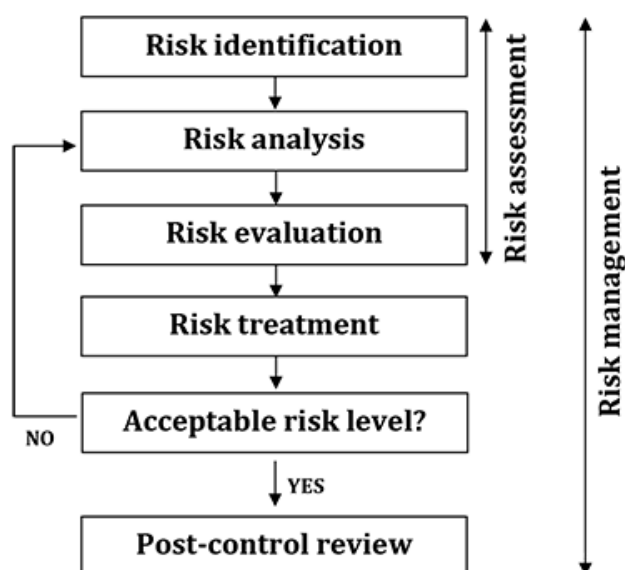 Risk identification
Risk analysis
Risk evaluation
Risk treatment
Acceptable risk level?
NO
YES
Post-control review
Risk assessment
Risk management